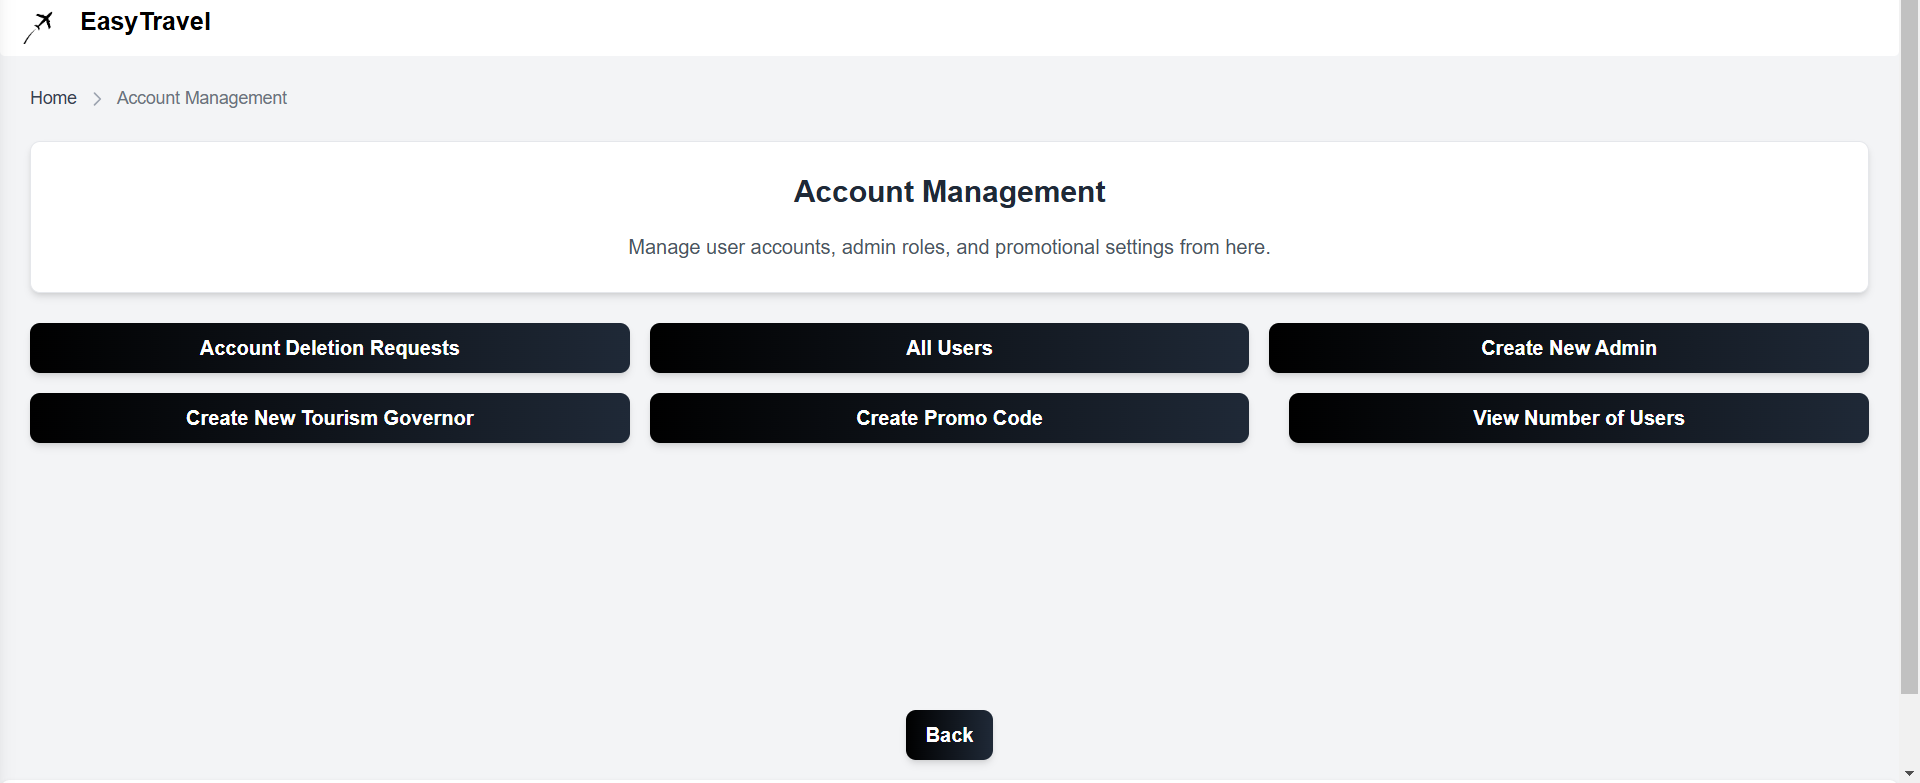 EasyTravel
Home > Account Management
Account Management
Manage user accounts, admin roles, and promotional settings from here.
Account Deletion Requests
All Users
Create New Admin
Create New Tourism Governor
Create Promo Code
View Number of Users
Back